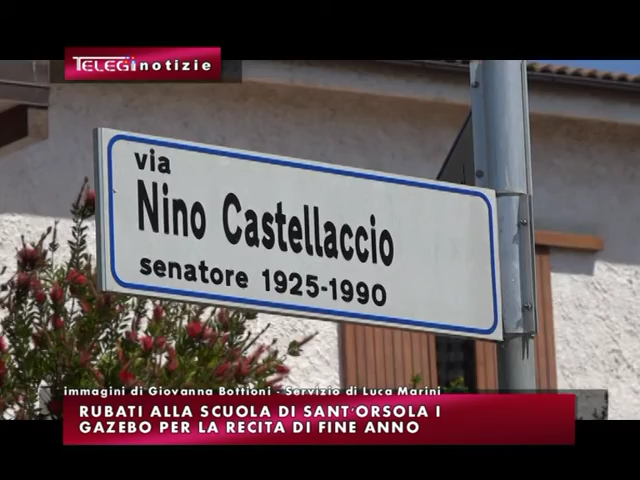 TELEGInotizie
via
Nino Castellaccio
senatore 1925-1990
immagini di Giovanna Bottioni - Servizio di Luca Marini
RUBATI ALLA SCUOLA DI SANT'ORSOLA I
GAZEBO PER LA RECITA DI FINE ANNO